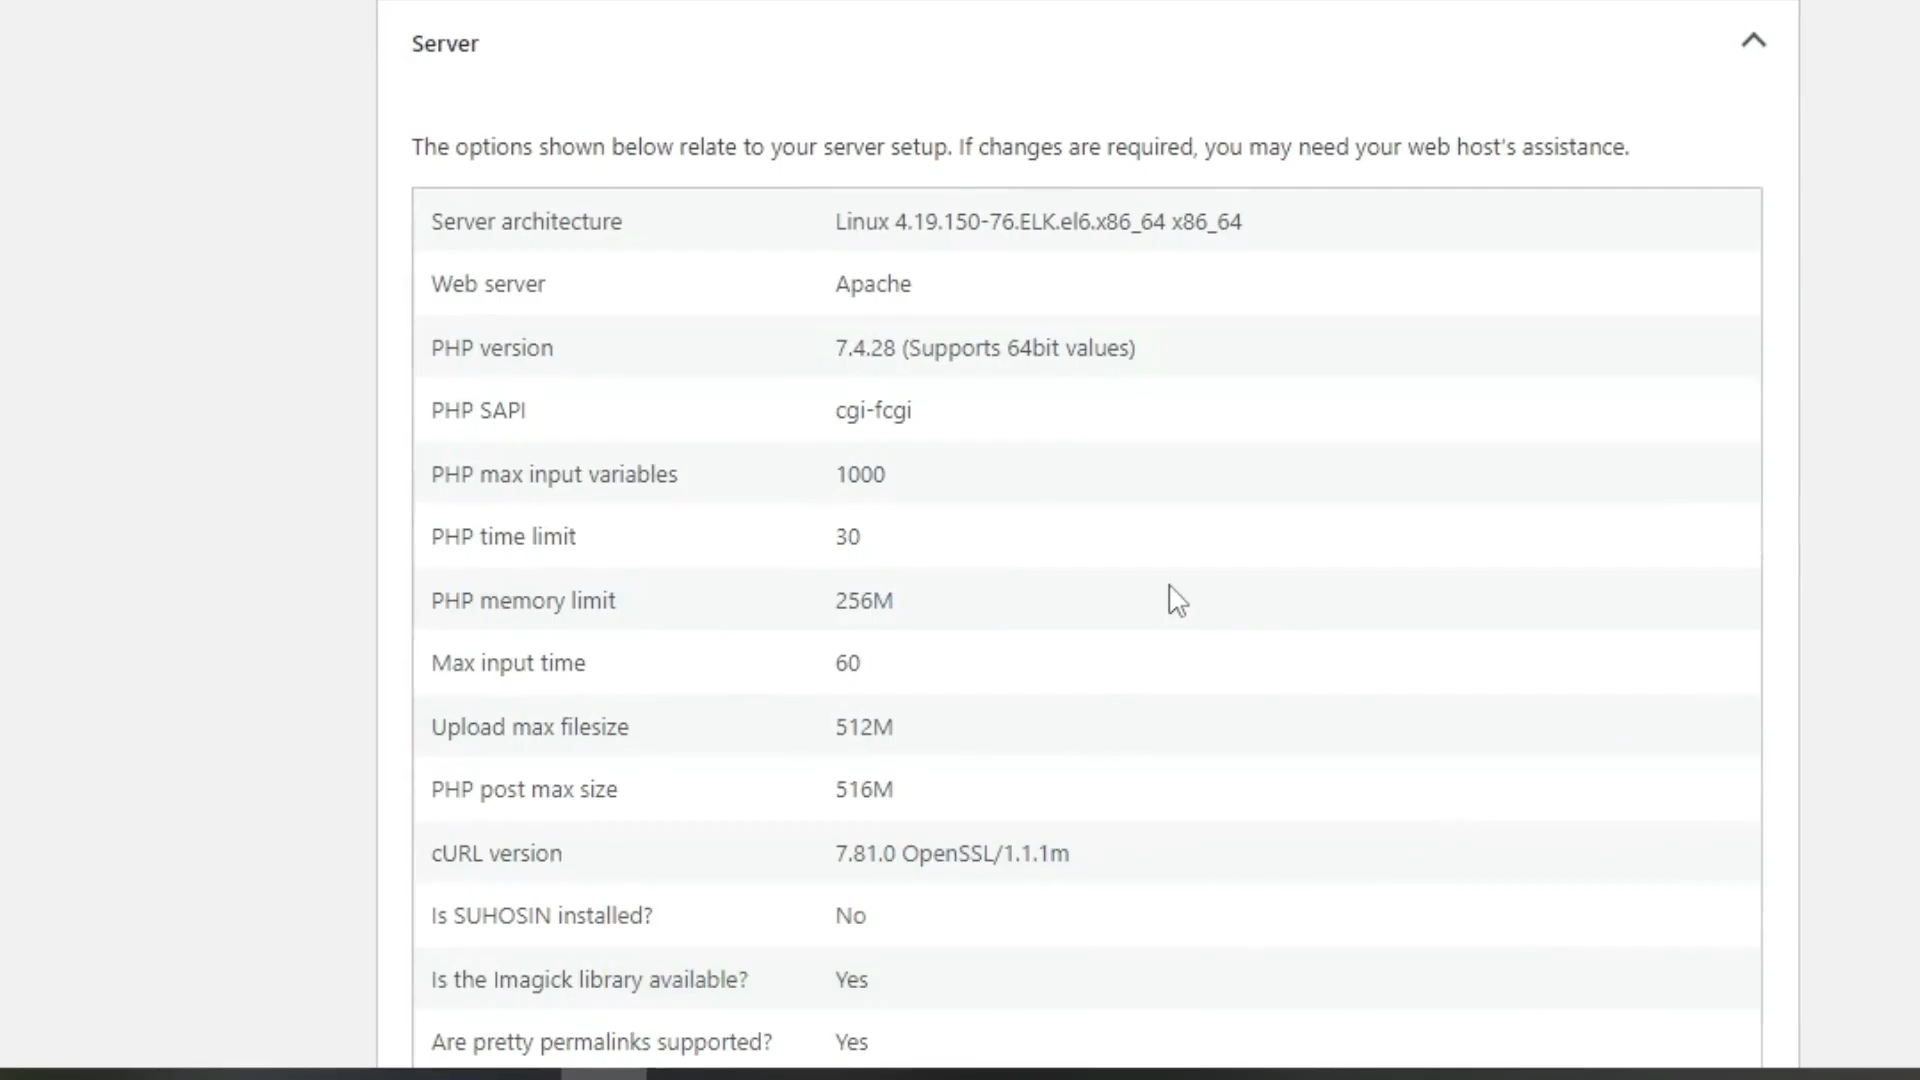 Server
The options shown below relate to your server setup. If changes are required, you may need your web host's assistance.
Server architecture Linux 4.19.150-76.ELK.el6.x86_64 x86_64
Web server Apache
PHP version 7.4.28 (Supports 64bit values)
PHP SAPI cgi-fcgi
PHP max input variables 1000
PHP time limit 30
PHP memory limit 256M
Max input time 60
Upload max filesize 512M
PHP post max size 516M
cURL version 7.81.0 OpenSSL/1.1.1m
Is SUHOSIN installed? No
Is the Imagick library available? Yes
Are pretty permalinks supported? Yes